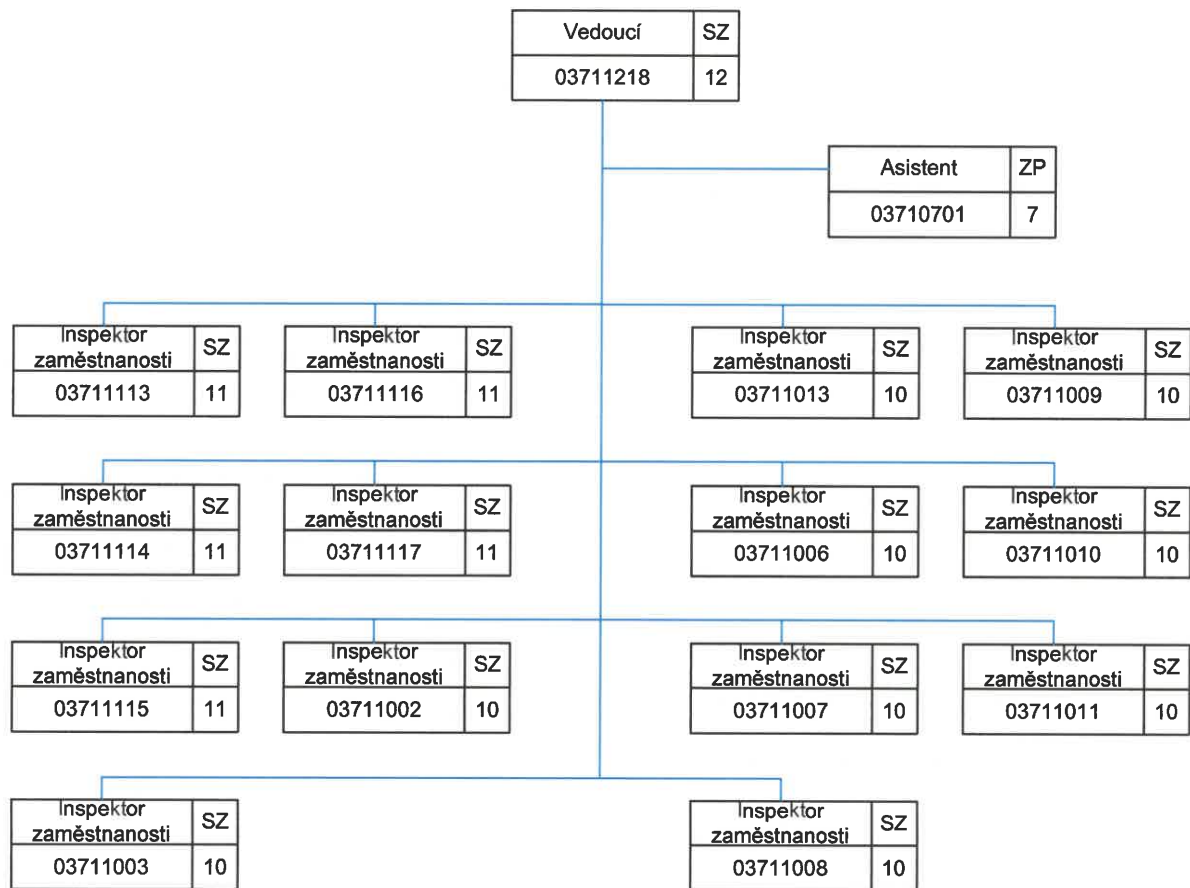 Vedoucí SZ
03711218 12
Asistent ZP
03710701 7
Inspektor zaměstnanosti SZ
03711113 11
Inspektor zaměstnanosti SZ
03711116 11
Inspektor zaměstnanosti SZ
03711013 10
Inspektor zaměstnanosti SZ
03711009 10
Inspektor zaměstnanosti SZ
03711114 11
Inspektor zaměstnanosti SZ
03711117 11
Inspektor zaměstnanosti SZ
03711006 10
Inspektor zaměstnanosti SZ
03711010 10
Inspektor zaměstnanosti SZ
03711115 11
Inspektor zaměstnanosti SZ
03711002 10
Inspektor zaměstnanosti SZ
03711007 10
Inspektor zaměstnanosti SZ
03711011 10
Inspektor zaměstnanosti SZ
03711003 10
Inspektor zaměstnanosti SZ
03711008 10